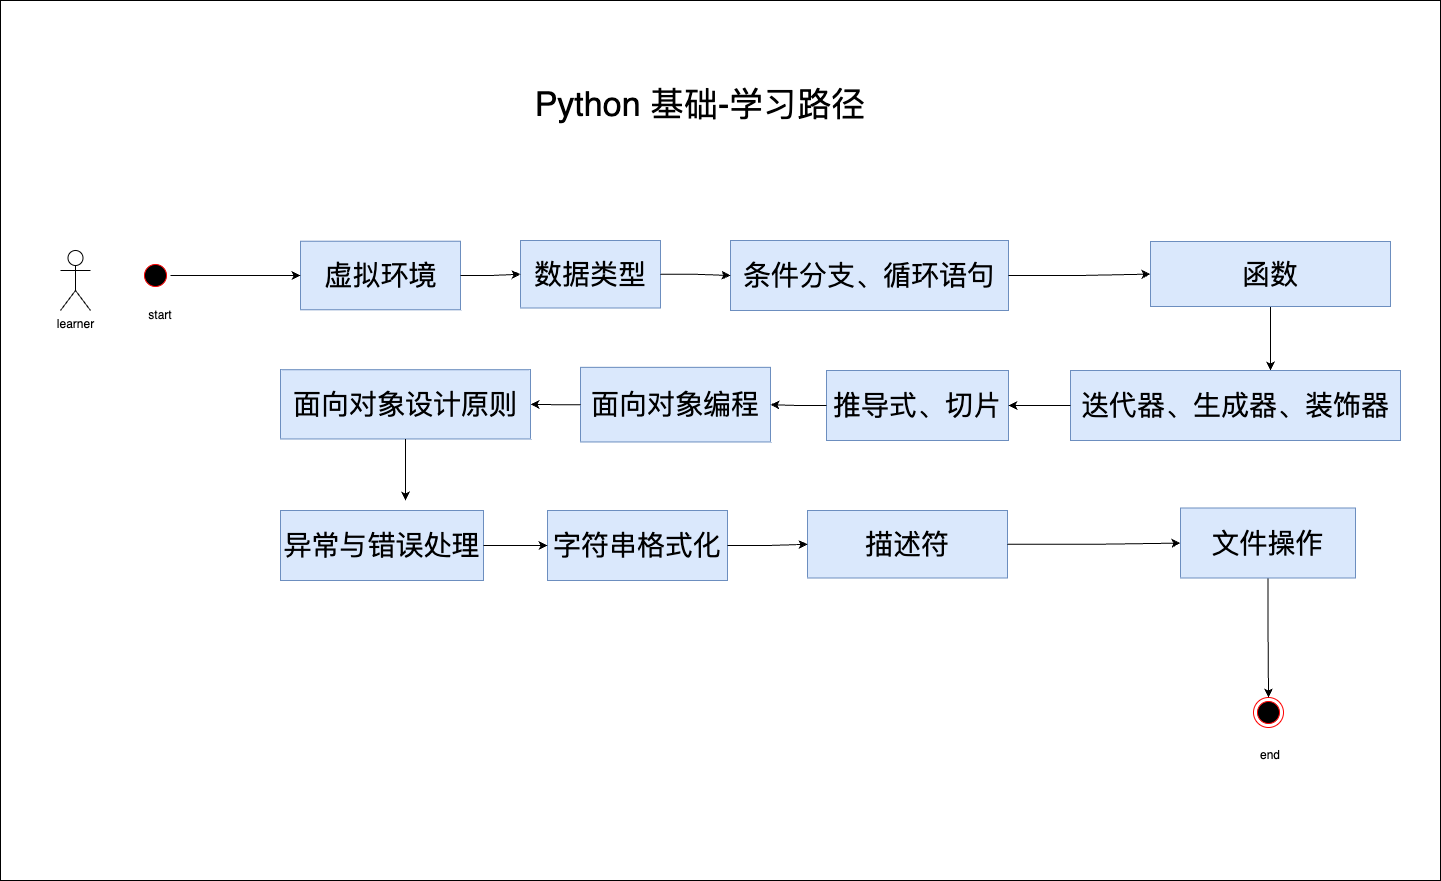 Python 基础-学习路径
learner
start
虚拟环境
数据类型
条件分支、循环语句
函数
迭代器、生成器、装饰器
推导式、切片
面向对象编程
面向对象设计原则
异常与错误处理
字符串格式化
描述符
文件操作
end